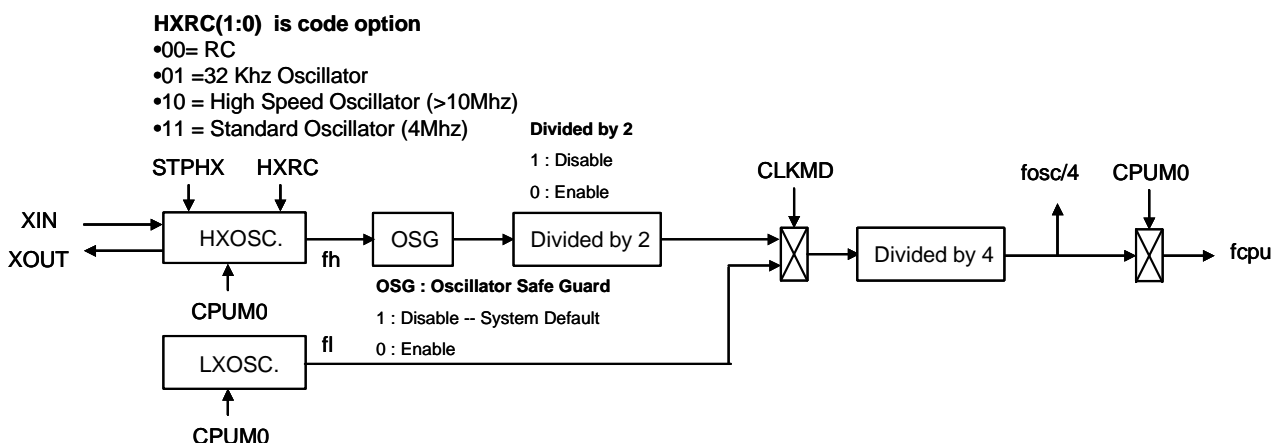 HXRC(1:0) is code option
•00= RC
•01 =32 Khz Oscillator
•10 = High Speed Oscillator (>10Mhz)
•11 = Standard Oscillator (4Mhz)
Divided by 2
1 : Disable
0 : Enable
STPHX
HXRC
CLKMD
fosc/4
CPUM0
XIN
XOUT
HXOSC.
fh
OSG
Divided by 2
Divided by 4
fcpu
CPUM0
OSG : Oscillator Safe Guard
1 : Disable -- System Default
0 : Enable
fl
LXOSC.
CPUM0